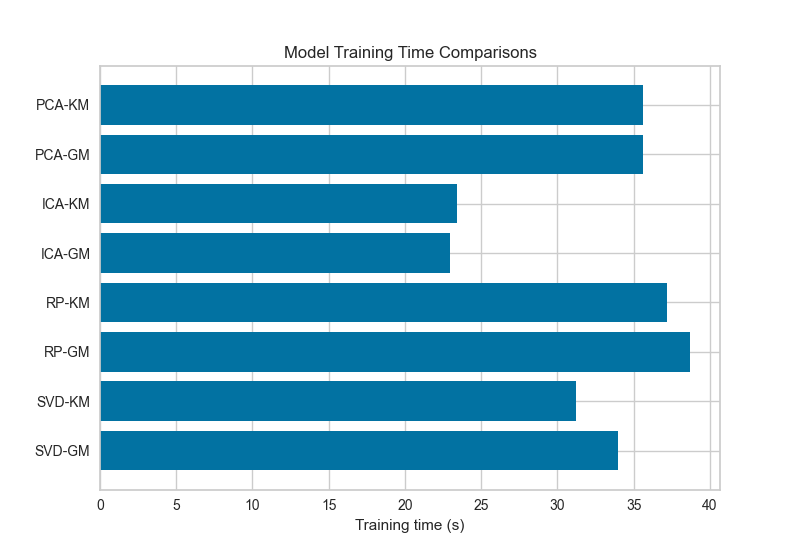 Model Training Time Comparisons
PCA-KM
PCA-GM
ICA-KM
ICA-GM
RP-KM
RP-GM
SVD-KM
SVD-GM
0 5 10 15 20 25 30 35 40
Training time (s)